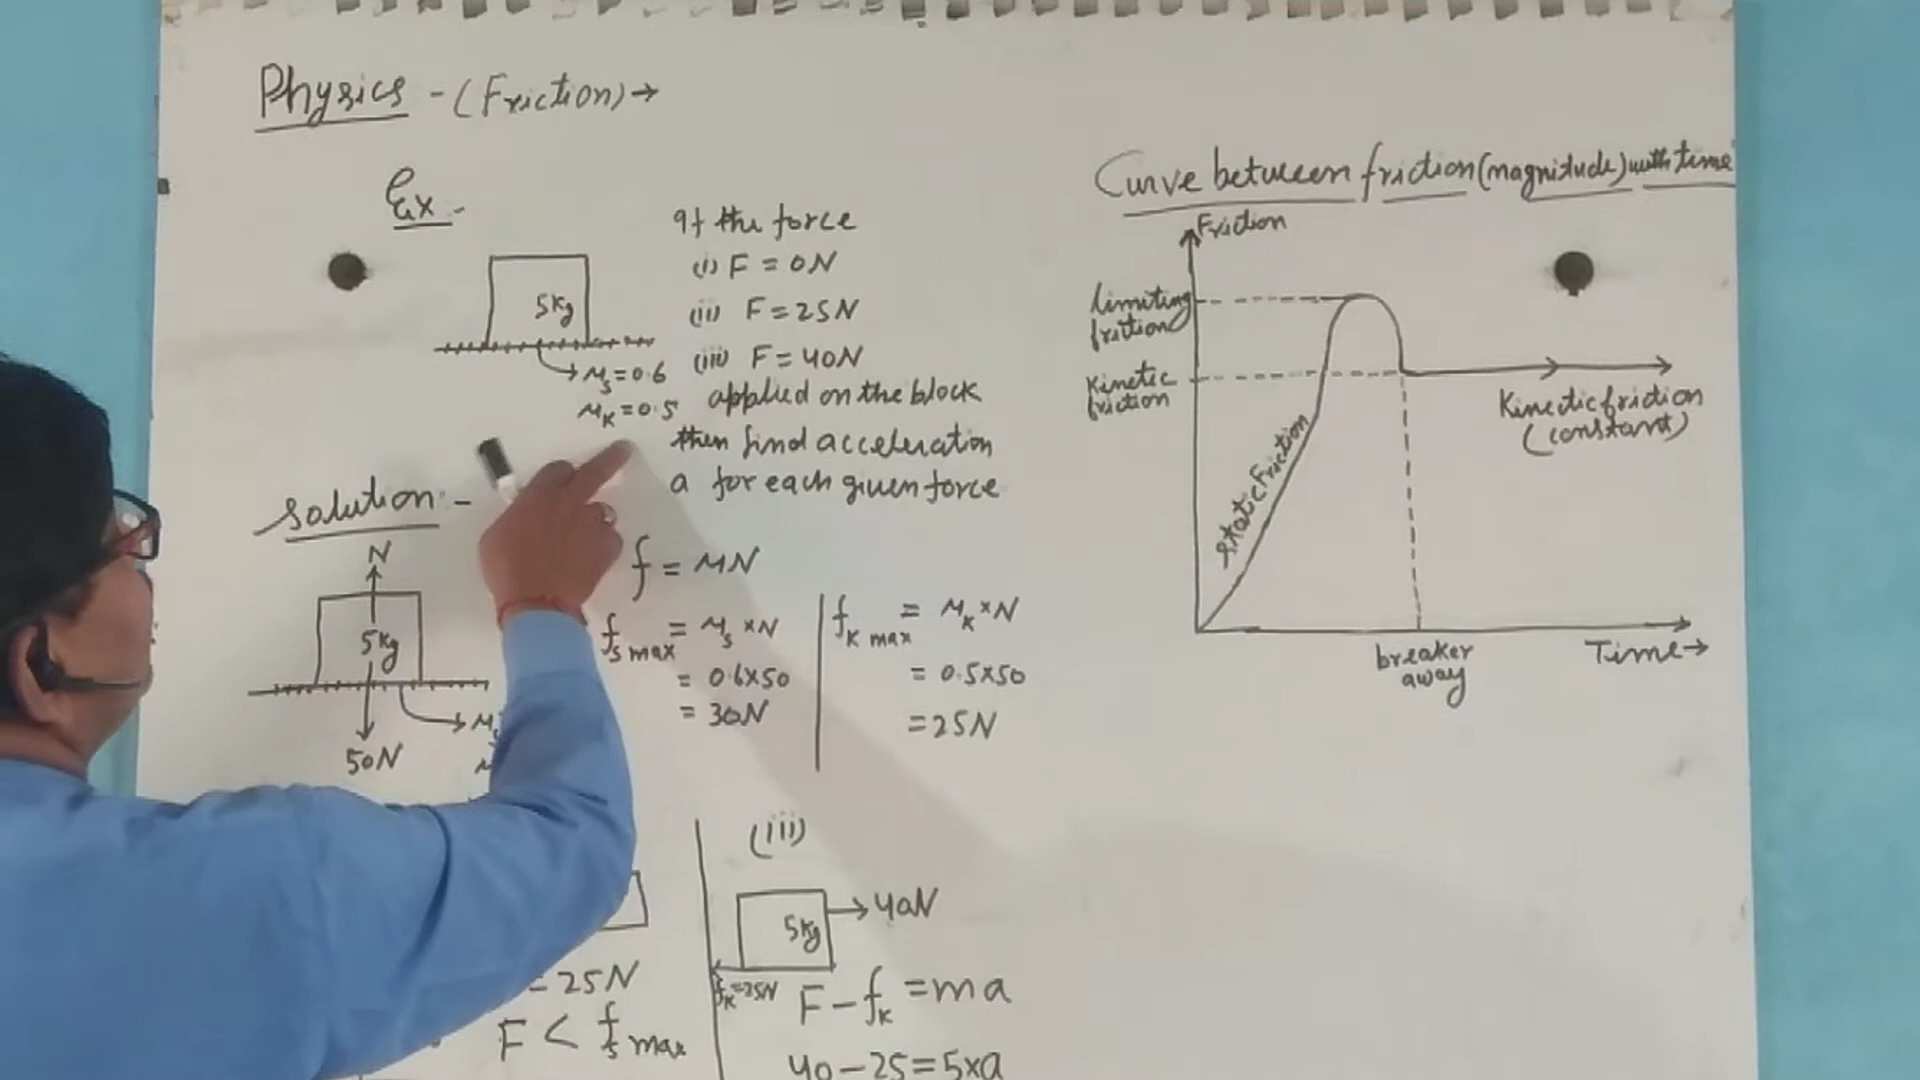 Physics - (Friction) →
Ex -
5kg
μs = 0.6
μK = 0.5
If the force
(i) F = 0N
(ii) F = 25N
(iii) F = 40N
applied on the block
then find acceleration
a for each given force
Solution -
N
5kg
50N
f = μN
fs max = μs × N
= 0.6×50
= 30N
fK max = μK × N
= 0.5×50
= 25N
= 25N
F < fs max
(iii)
5kg
40N
fK=25N
F - fK = ma
40 - 25 = 5×a
Curve between friction (magnitude) with time
Friction
limiting
friction
Kinetic
friction
static Friction
Kinetic friction
(constant)
breaker
away
Time →